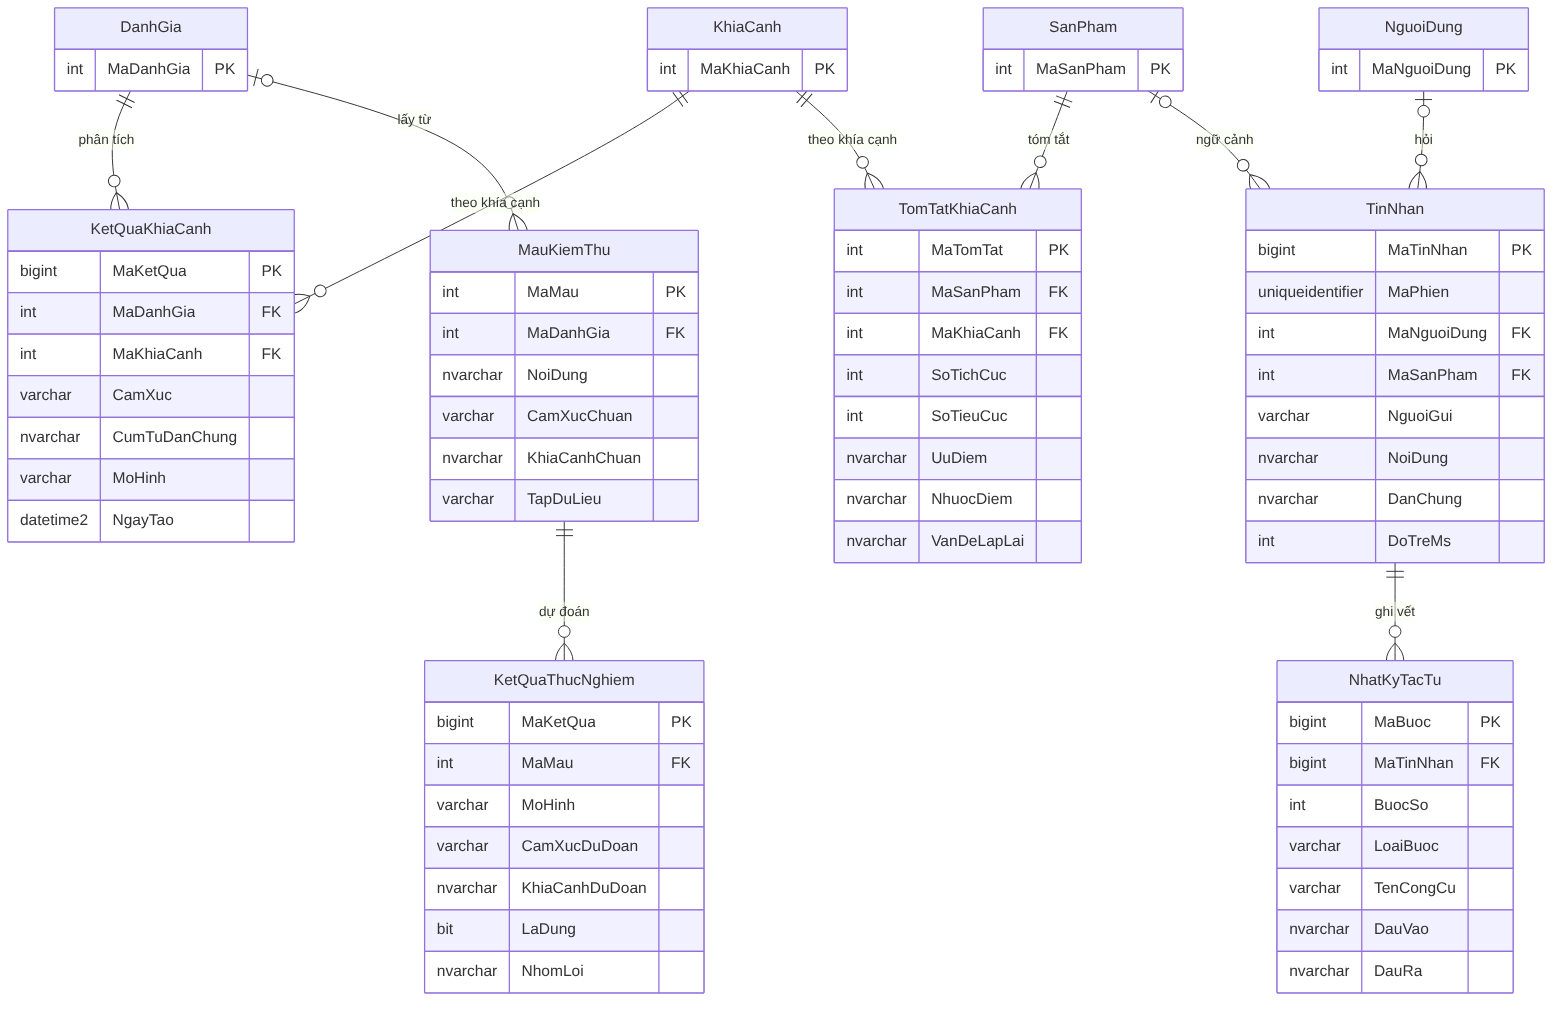 DanhGia
int MaDanhGia PK
KhiaCanh
int MaKhiaCanh PK
SanPham
int MaSanPham PK
NguoiDung
int MaNguoiDung PK
phân tích
lấy từ
theo khía cạnh
theo khía cạnh
tóm tắt
ngữ cảnh
hỏi
KetQuaKhiaCanh
bigint MaKetQua PK
int MaDanhGia FK
int MaKhiaCanh FK
varchar CamXuc
nvarchar CumTuDanChung
varchar MoHinh
datetime2 NgayTao
MauKiemThu
int MaMau PK
int MaDanhGia FK
nvarchar NoiDung
varchar CamXucChuan
nvarchar KhiaCanhChuan
varchar TapDuLieu
TomTatKhiaCanh
int MaTomTat PK
int MaSanPham FK
int MaKhiaCanh FK
int SoTichCuc
int SoTieuCuc
nvarchar UuDiem
nvarchar NhuocDiem
nvarchar VanDeLapLai
TinNhan
bigint MaTinNhan PK
uniqueidentifier MaPhien
int MaNguoiDung FK
int MaSanPham FK
varchar NguoiGui
nvarchar NoiDung
nvarchar DanChung
int DoTreMs
dự đoán
ghi vết
KetQuaThucNghiem
bigint MaKetQua PK
int MaMau FK
varchar MoHinh
varchar CamXucDuDoan
nvarchar KhiaCanhDuDoan
bit LaDung
nvarchar NhomLoi
NhatKyTacTu
bigint MaBuoc PK
bigint MaTinNhan FK
int BuocSo
varchar LoaiBuoc
varchar TenCongCu
nvarchar DauVao
nvarchar DauRa